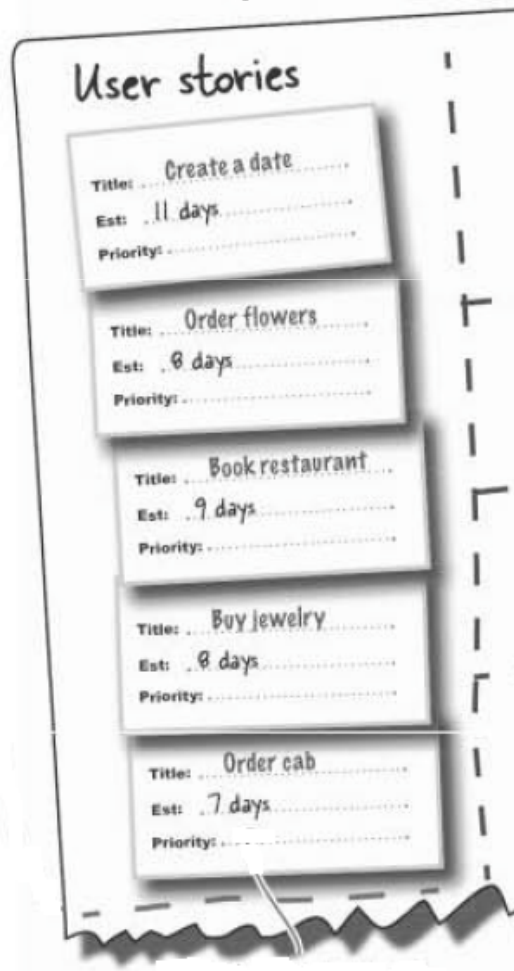 User stories
Title: Create a date
Est: 11 days
Priority:
Title: Order flowers
Est: 8 days
Priority:
Title: Book restaurant
Est: 9 days
Priority:
Title: Buy jewelry
Est: 8 days
Priority:
Title: Order cab
Est: 7 days
Priority: